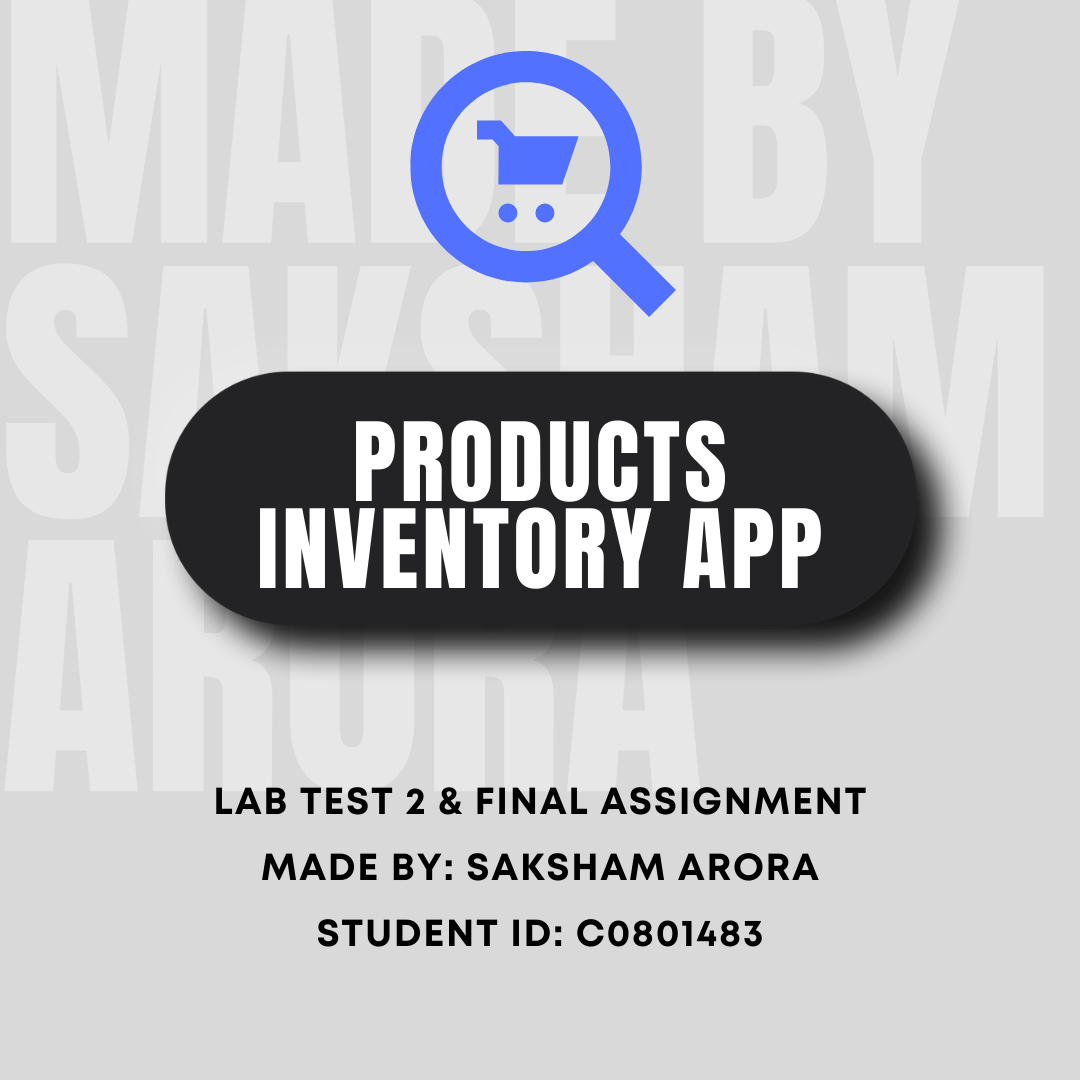 MADE BY
SAKSHAM
ARORA
PRODUCTS
INVENTORY APP
LAB TEST 2 & FINAL ASSIGNMENT
MADE BY: SAKSHAM ARORA
STUDENT ID: C0801483